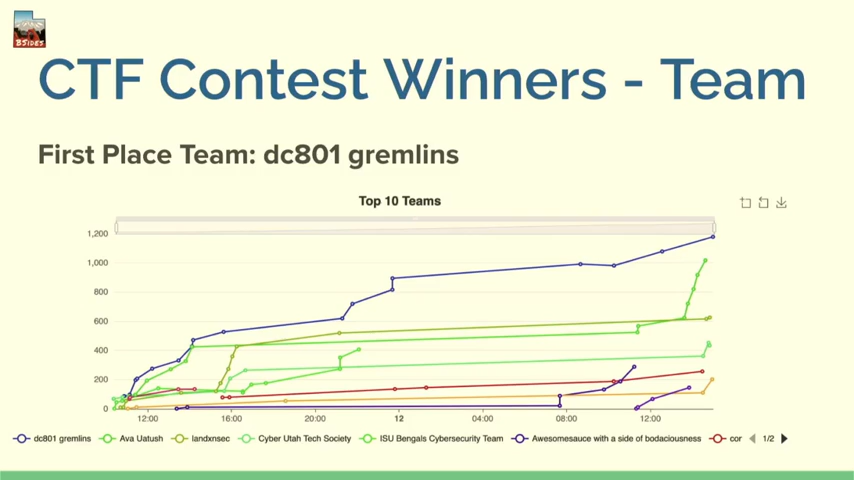 BSIDES
CTF Contest Winners - Team
First Place Team: dc801 gremlins
Top 10 Teams
1,200
1,000
800
600
400
200
0
12:00 16:00 20:00 12 04:00 08:00 12:00
dc801 gremlins Ava Uatush landxnsec Cyber Utah Tech Society ISU Bengals Cybersecurity Team Awesomesauce with a side of bodaciousness cor 1/2